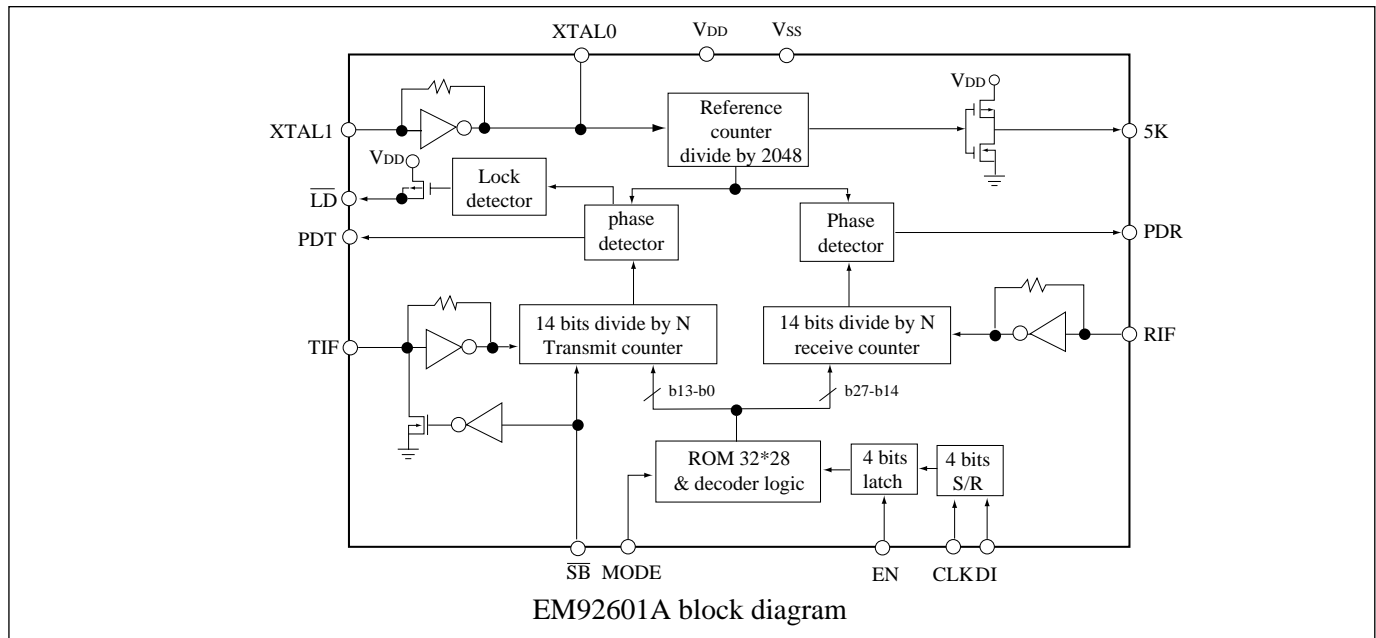 XTAL0
VDD
VSS
VDD
XTAL1
Reference
counter
divide by 2048
5K
VDD
LD
Lock
detector
PDT
phase
detector
Phase
detector
PDR
TIF
14 bits divide by N
Transmit counter
14 bits divide by N
receive counter
RIF
b13-b0
b27-b14
ROM 32*28
& decoder logic
4 bits
latch
4 bits
S/R
SB
MODE
EN
CLK
DI
EM92601A block diagram